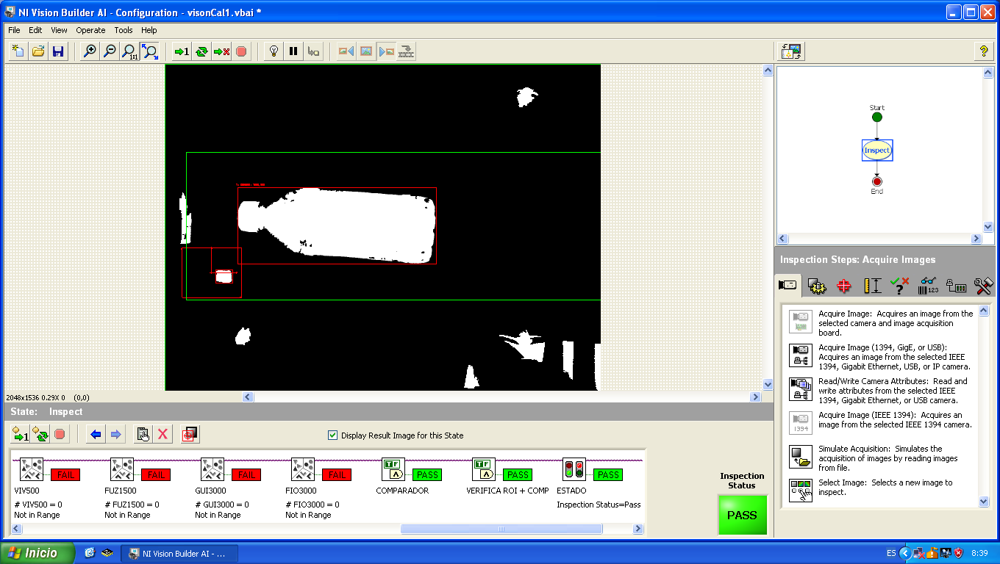 NI Vision Builder AI - Configuration - visonCal1.vbai *
File Edit View Operate Tools Help
1:1
1
?
Start
Inspect
End
2048x1536 0.29X 0 (0,0)
State: Inspect
1
Display Result Image for this State
FAIL
FAIL
FAIL
FAIL
T F
PASS
T F
PASS
PASS
VIV500
FUZ1500
GUI3000
FIO3000
COMPARADOR
VERIFICA ROI + COMP
ESTADO
# VIV500 = 0
# FUZ1500 = 0
# GUI3000 = 0
# FIO3000 = 0
Inspection Status=Pass
Not in Range
Not in Range
Not in Range
Not in Range
Inspection
Status
PASS
Inspection Steps: Acquire Images
123
Acquire Image: Acquires an image from the
selected camera and image acquisition
board.
Acquire Image (1394, GigE, or USB):
Acquires an image from the selected IEEE
1394, Gigabit Ethernet, USB, or IP camera.
Read/Write Camera Attributes: Read and
write attributes from the selected IEEE
1394, Gigabit Ethernet, or USB camera.
1394
Acquire Image (IEEE 1394): Acquires an
image from the selected IEEE 1394 camera.
Simulate Acquisition: Simulates the
acquisition of images by reading images
from file.
Select Image: Selects a new image to
inspect.
Inicio
NI Vision Builder AI - ...
ES
8:39